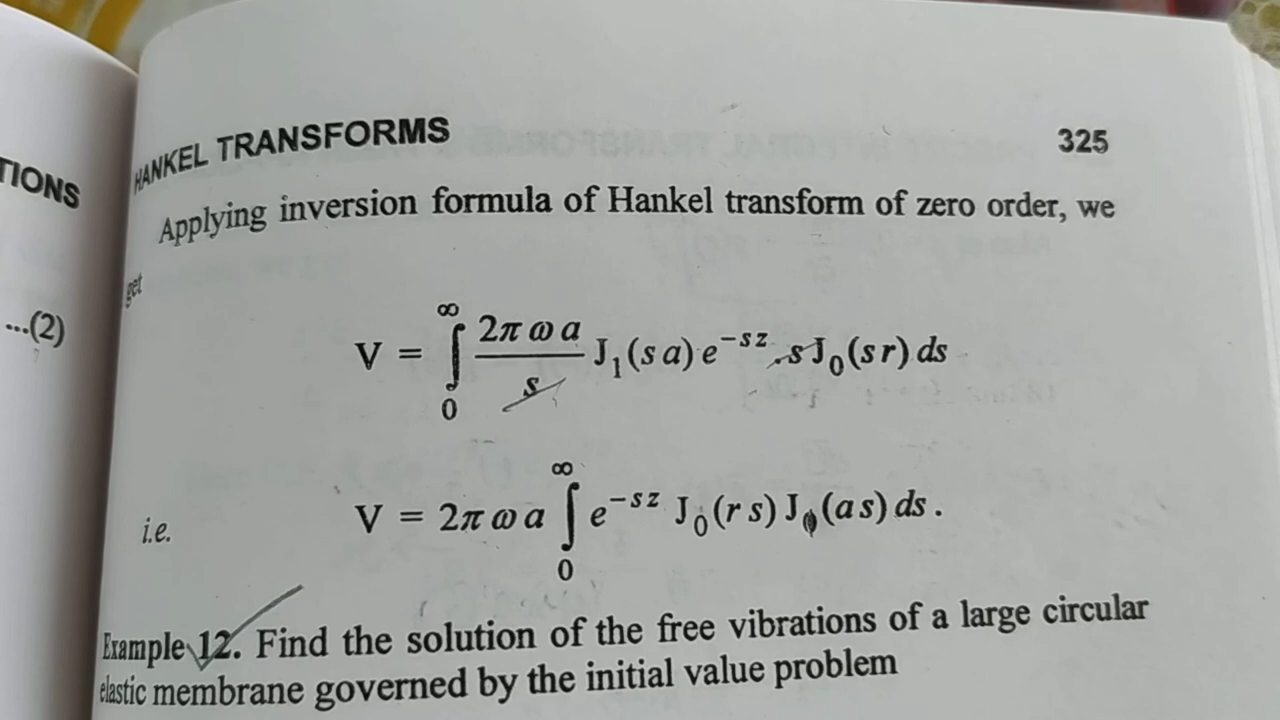 TIONS
...(2)
HANKEL TRANSFORMS 325
Applying inversion formula of Hankel transform of zero order, we
get
V = ∫₀^∞ (2π ω a / s) J₁(s a) e^(−s z) . s J₀(s r) ds
i.e. V = 2π ω a ∫₀^∞ e^(−s z) J₀(r s) J(a s) ds.
Example 12. Find the solution of the free vibrations of a large circular
elastic membrane governed by the initial value problem